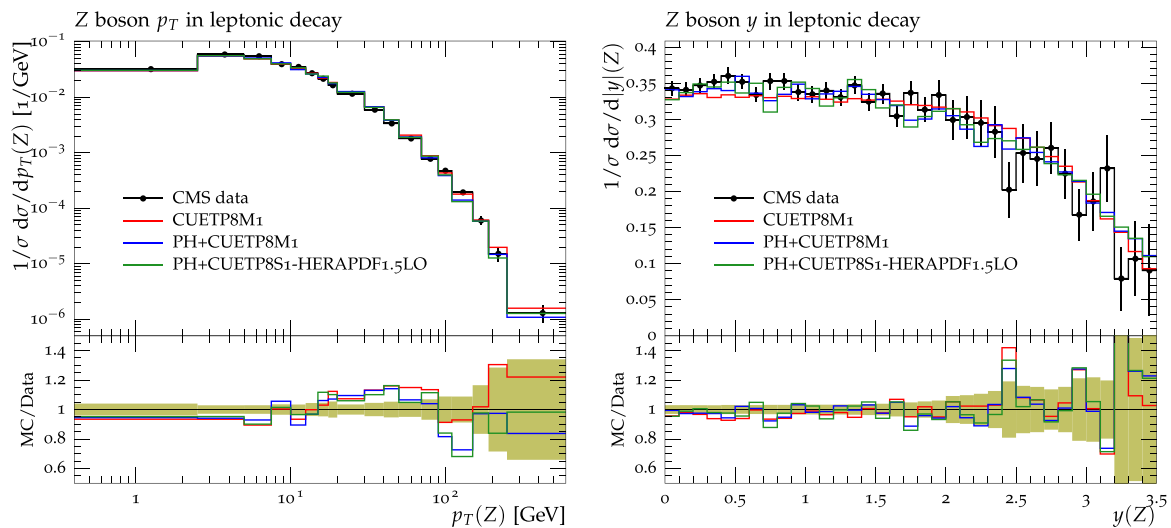 Z boson p_T in leptonic decay
1/σ dσ/dp_T(Z) [1/GeV]
10^−1
10^−2
10^−3
10^−4
10^−5
10^−6
CMS data
CUETP8M1
PH+CUETP8M1
PH+CUETP8S1-HERAPDF1.5LO
MC/Data
1.4
1.2
1
0.8
0.6
1
10^1
10^2
p_T(Z) [GeV]
Z boson y in leptonic decay
1/σ dσ/d|y|(Z)
0.4
0.35
0.3
0.25
0.2
0.15
0.1
0.05
0
CMS data
CUETP8M1
PH+CUETP8M1
PH+CUETP8S1-HERAPDF1.5LO
MC/Data
1.4
1.2
1
0.8
0.6
0
0.5
1
1.5
2
2.5
3
3.5
y(Z)